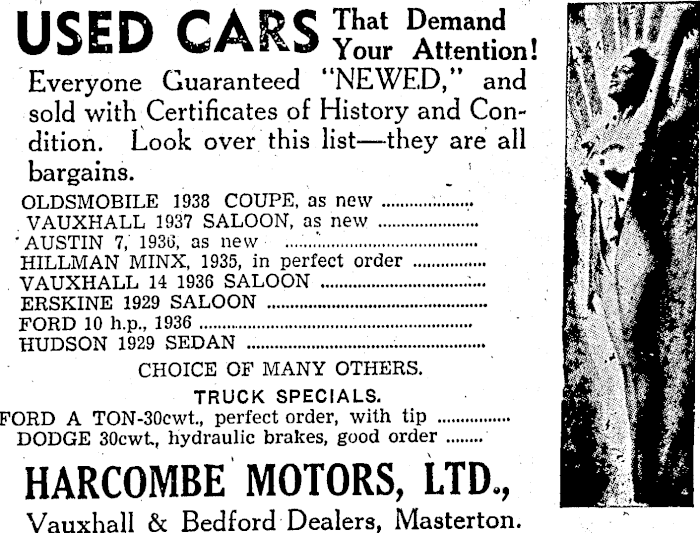 USED CARS That Demand
Your Attention!
Everyone Guaranteed "NEWED," and
sold with Certificates of History and Con-
dition. Look over this list—they are all
bargains.
OLDSMOBILE 1938 COUPE, as new ....................
VAUXHALL 1937 SALOON, as new ......................
AUSTIN 7, 1936, as new ..........................................
HILLMAN MINX, 1935, in perfect order ................
VAUXHALL 14 1936 SALOON ....................................
ERSKINE 1929 SALOON ................................................
FORD 10 h.p., 1936 ............................................................
HUDSON 1929 SEDAN ....................................................
CHOICE OF MANY OTHERS.
TRUCK SPECIALS.
FORD A TON-30cwt., perfect order, with tip ................
DODGE 30cwt., hydraulic brakes, good order ........
HARCOMBE MOTORS, LTD.,
Vauxhall & Bedford Dealers, Masterton.